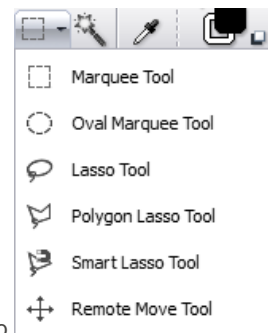 Marquee Tool
Oval Marquee Tool
Lasso Tool
Polygon Lasso Tool
Smart Lasso Tool
Remote Move Tool